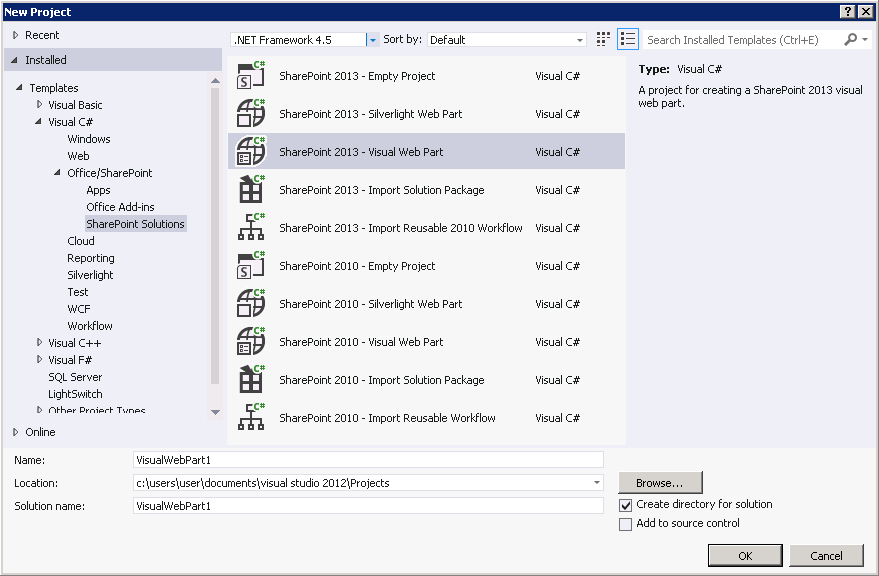 New Project
Recent
Installed
Templates
Visual Basic
Visual C#
Windows
Web
Office/SharePoint
Apps
Office Add-ins
SharePoint Solutions
Cloud
Reporting
Silverlight
Test
WCF
Workflow
Visual C++
Visual F#
SQL Server
LightSwitch
Other Project Types
Online
.NET Framework 4.5 Sort by: Default
SharePoint 2013 - Empty Project Visual C#
SharePoint 2013 - Silverlight Web Part Visual C#
SharePoint 2013 - Visual Web Part Visual C#
SharePoint 2013 - Import Solution Package Visual C#
SharePoint 2013 - Import Reusable 2010 Workflow Visual C#
SharePoint 2010 - Empty Project Visual C#
SharePoint 2010 - Silverlight Web Part Visual C#
SharePoint 2010 - Visual Web Part Visual C#
SharePoint 2010 - Import Solution Package Visual C#
SharePoint 2010 - Import Reusable Workflow Visual C#
Search Installed Templates (Ctrl+E)
Type: Visual C#
A project for creating a SharePoint 2013 visual
web part.
Name: VisualWebPart1
Location: c:\users\user\documents\visual studio 2012\Projects
Browse...
Solution name: VisualWebPart1
Create directory for solution
Add to source control
OK Cancel